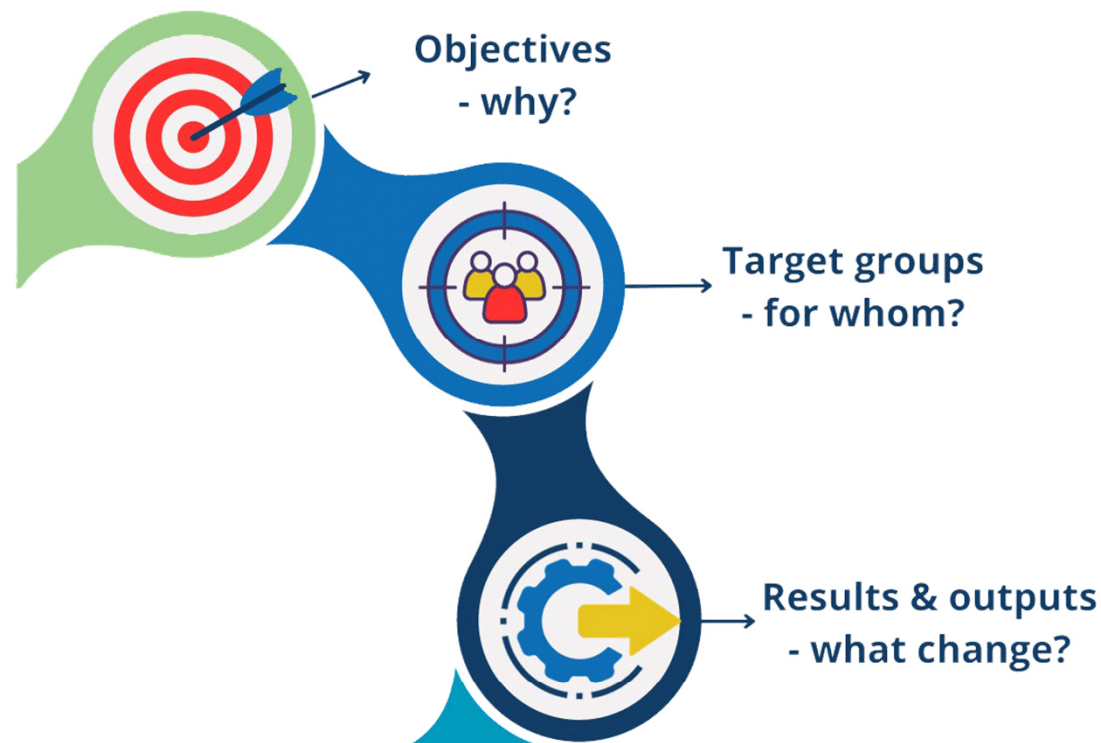 Objectives
- why?
Target groups
- for whom?
Results & outputs
- what change?